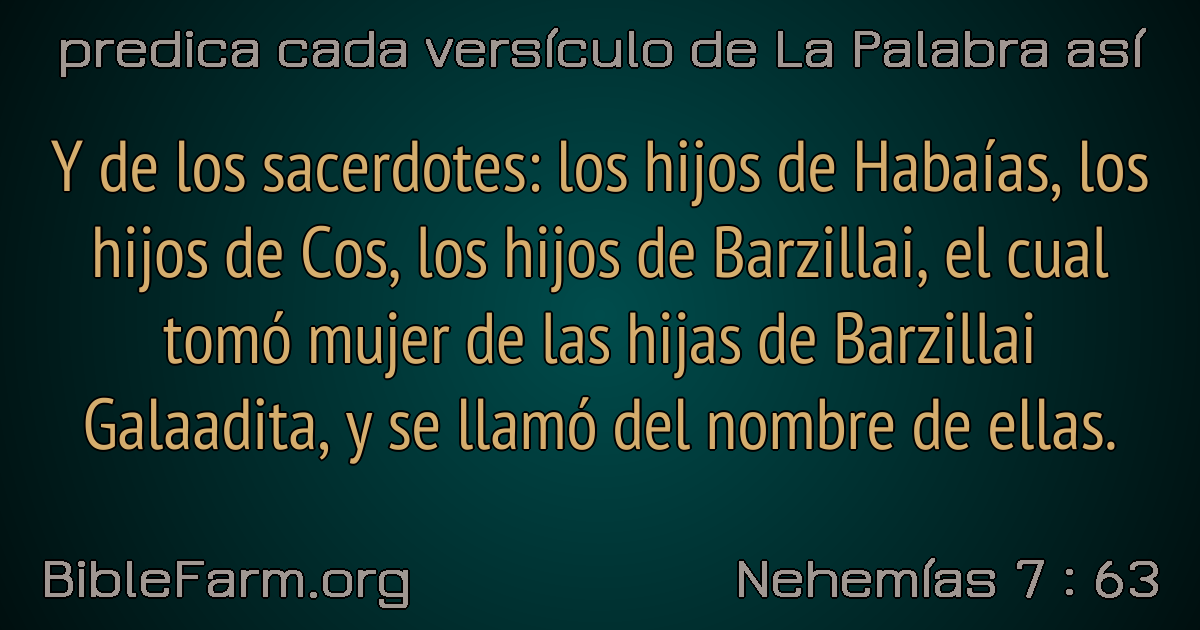 predica cada versículo de La Palabra así
Y de los sacerdotes: los hijos de Habaías, los
hijos de Cos, los hijos de Barzillai, el cual
tomó mujer de las hijas de Barzillai
Galaadita, y se llamó del nombre de ellas.
BibleFarm.org
Nehemías 7 : 63